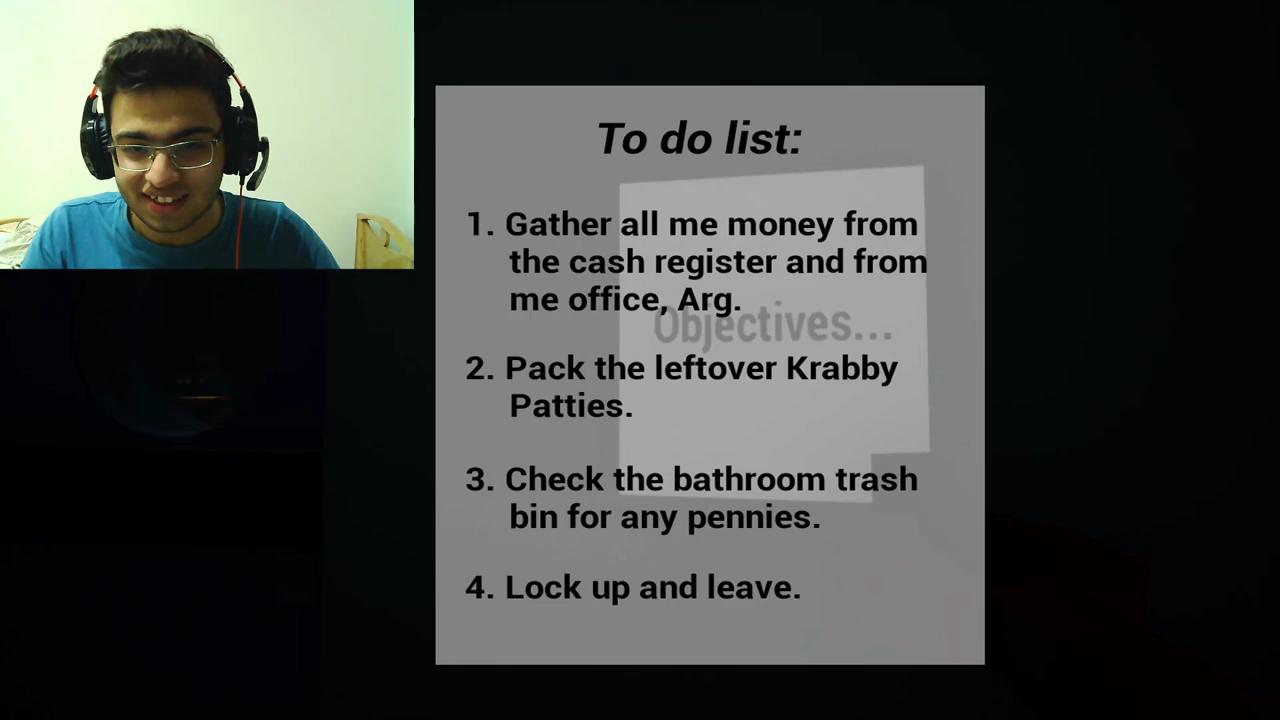 To do list:
1. Gather all me money from
the cash register and from
me office, Arg.
Objectives...
2. Pack the leftover Krabby
Patties.
3. Check the bathroom trash
bin for any pennies.
4. Lock up and leave.